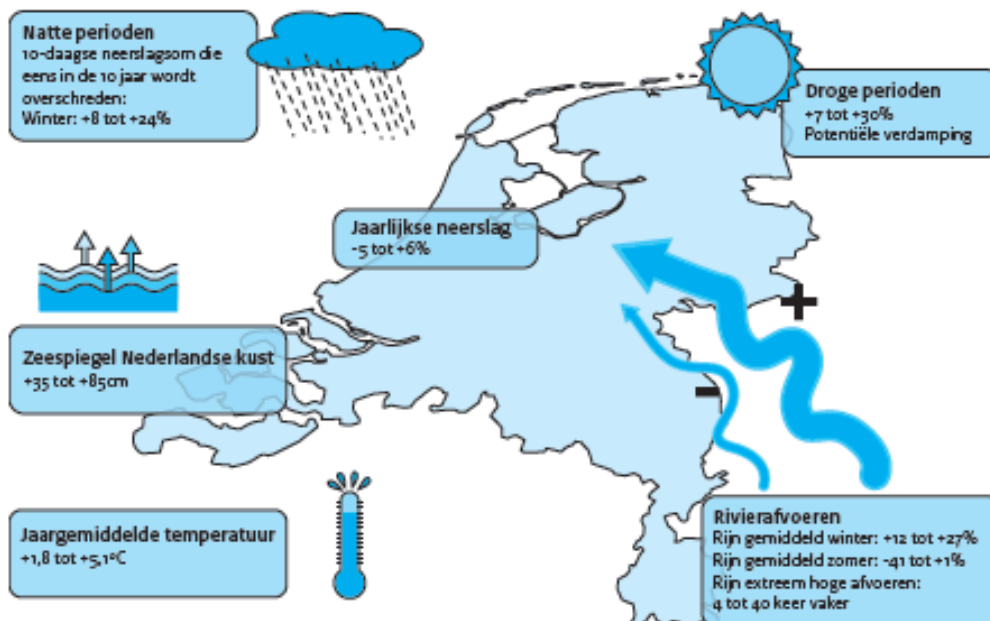 Natte perioden
10-daagse neerslagsom die
eens in de 10 jaar wordt
overschreden:
Winter: +8 tot +24%
Droge perioden
+7 tot +30%
Potentiële verdamping
Jaarlijkse neerslag
-5 tot +6%
+
Zeespiegel Nederlandse kust
+35 tot +85cm
-
Jaargemiddelde temperatuur
+1,8 tot +5,1ºC
Rivierafvoeren
Rijn gemiddeld winter: +12 tot +27%
Rijn gemiddeld zomer: -41 tot +1%
Rijn extreem hoge afvoeren:
4 tot 40 keer vaker